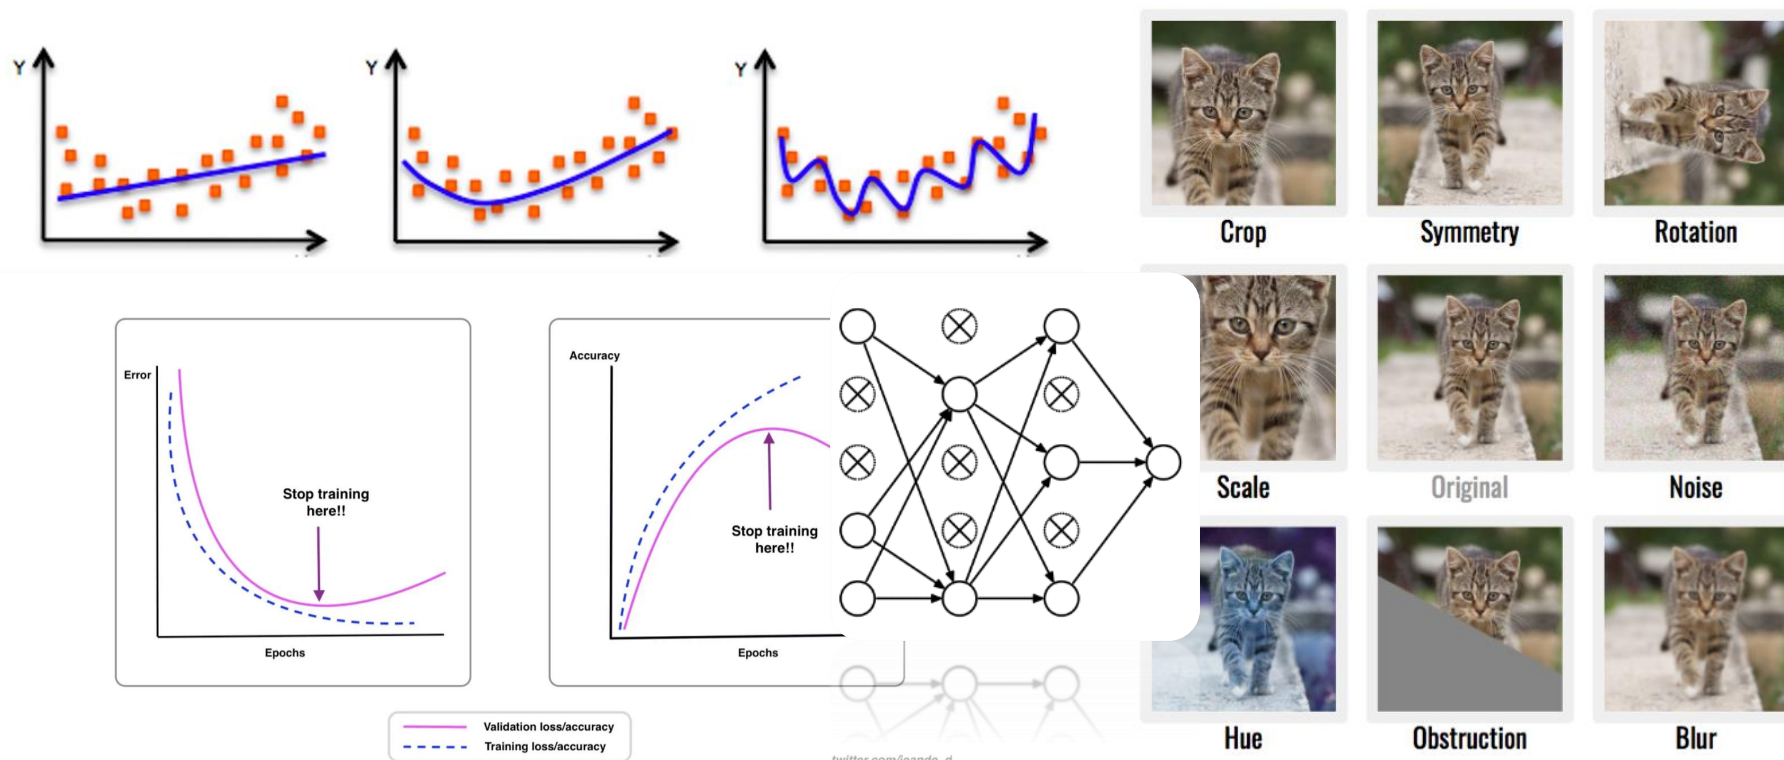 Y
Y
Y
Crop
Symmetry
Rotation
Error
Stop training
here!!
Epochs
Accuracy
Stop training
here!!
Epochs
Validation loss/accuracy
Training loss/accuracy
Scale
Original
Noise
Hue
Obstruction
Blur